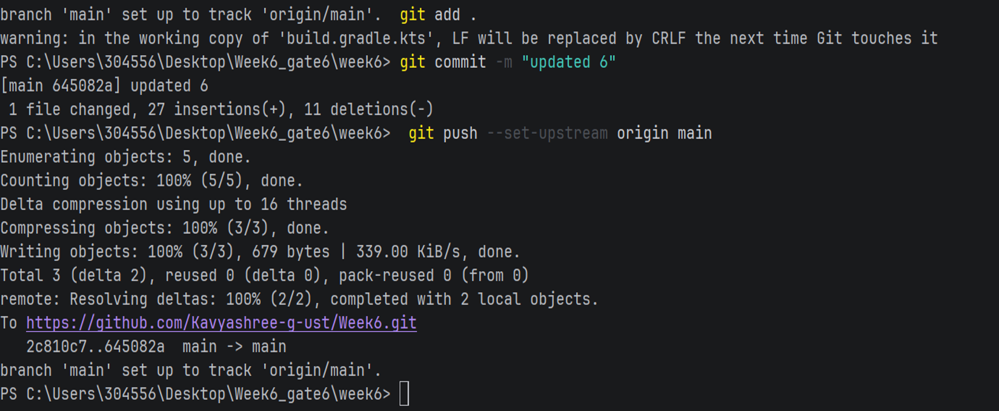 branch 'main' set up to track 'origin/main'.  git add .
warning: in the working copy of 'build.gradle.kts', LF will be replaced by CRLF the next time Git touches it
PS C:\Users\304556\Desktop\Week6_gate6\week6> git commit -m "updated 6"
[main 645082a] updated 6
 1 file changed, 27 insertions(+), 11 deletions(-)
PS C:\Users\304556\Desktop\Week6_gate6\week6>  git push --set-upstream origin main
Enumerating objects: 5, done.
Counting objects: 100% (5/5), done.
Delta compression using up to 16 threads
Compressing objects: 100% (3/3), done.
Writing objects: 100% (3/3), 679 bytes | 339.00 KiB/s, done.
Total 3 (delta 2), reused 0 (delta 0), pack-reused 0 (from 0)
remote: Resolving deltas: 100% (2/2), completed with 2 local objects.
To https://github.com/Kavyashree-g-ust/Week6.git
   2c810c7..645082a  main -> main
branch 'main' set up to track 'origin/main'.
PS C:\Users\304556\Desktop\Week6_gate6\week6>